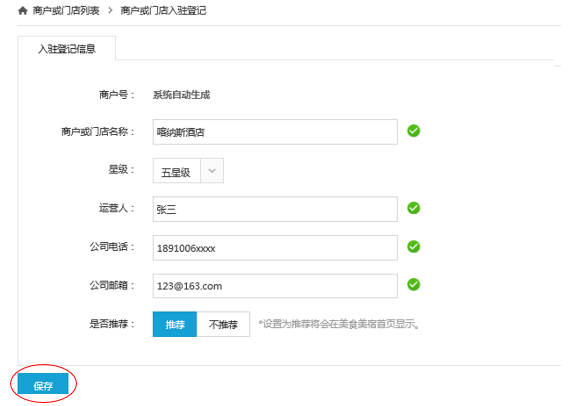 商户或门店列表 > 商户或门店入驻登记
入驻登记信息
商户号： 系统自动生成
商户或门店名称： 喀纳斯酒店
星级： 五星级
运营人： 张三
公司电话： 1891006xxxx
公司邮箱： 123@163.com
是否推荐： 推荐 不推荐 *设置为推荐将会在美食美宿首页显示。
保存